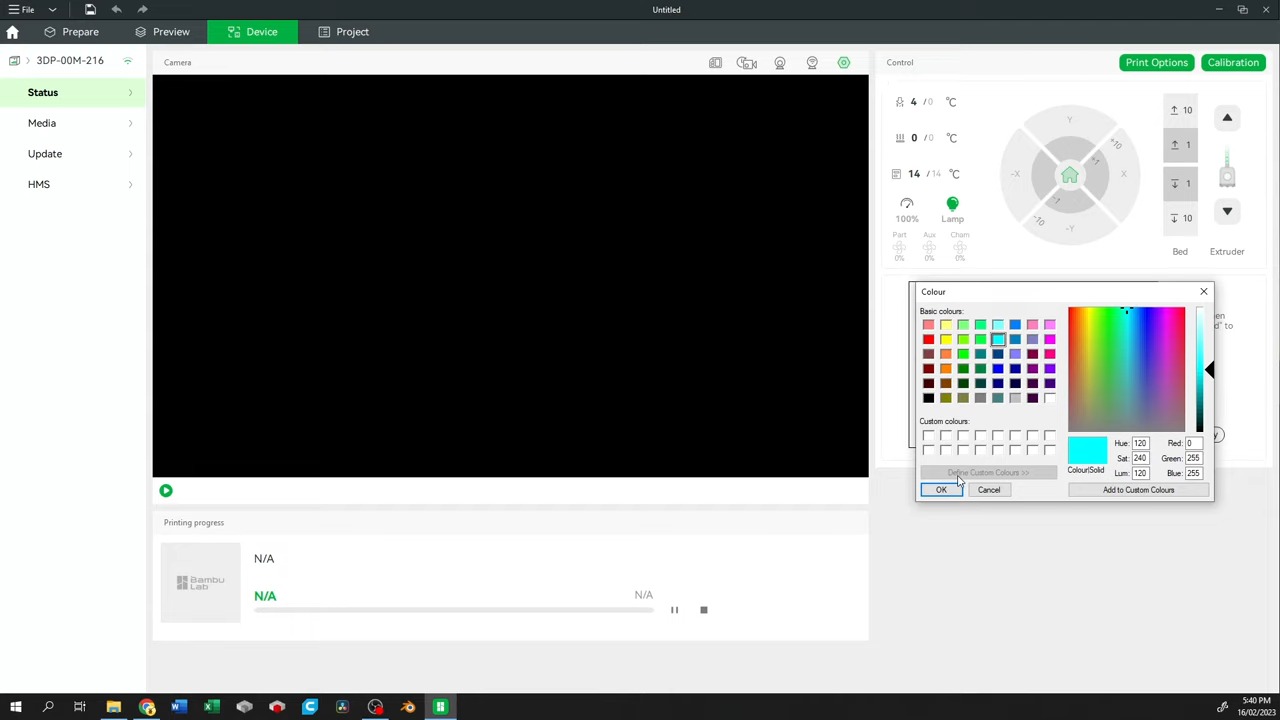 File
Untitled
Prepare
Preview
Device
Project
3DP-00M-216
Status
Media
Update
HMS
Camera
Control
Print Options
Calibration
4 /0 °C
0 /0 °C
14 /14 °C
100%
Lamp
Part
Aux
Cham
0%
0%
0%
Y
+10
+1
-X
X
-1
-10
-Y
10
1
1
10
Bed
Extruder
Colour
Basic colours:
Custom colours:
Define Custom Colours >>
OK
Cancel
Colour|Solid
Hue: 120
Sat: 240
Lum: 120
Red: 0
Green: 255
Blue: 255
Add to Custom Colours
Printing progress
Bambu
Lab
N/A
N/A
N/A
5:40 PM
16/02/2023